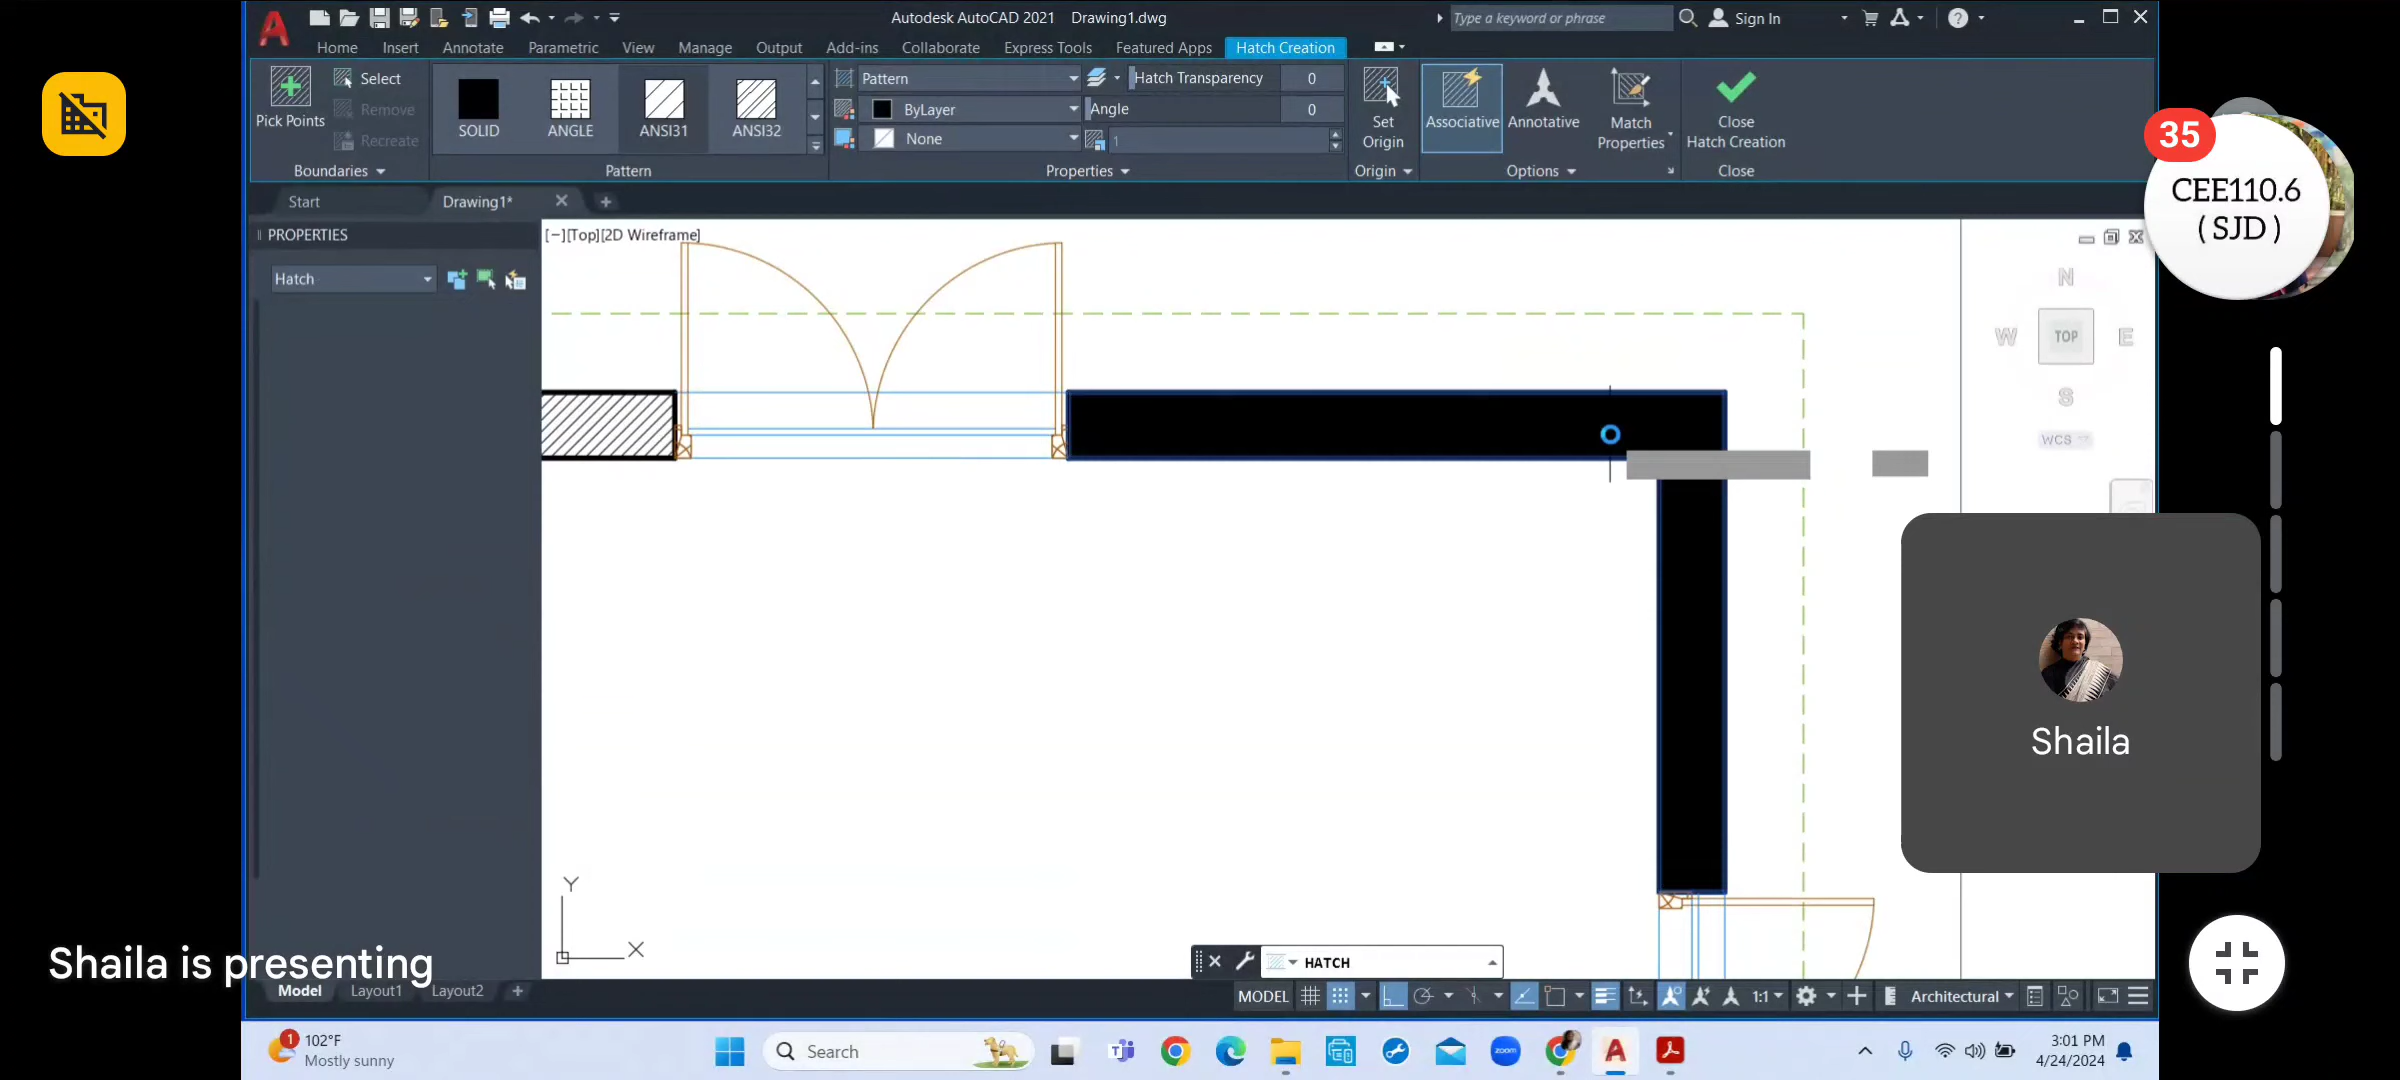 Autodesk AutoCAD 2021 Drawing1.dwg
Type a keyword or phrase
Sign In
Home Insert Annotate Parametric View Manage Output Add-ins Collaborate Express Tools Featured Apps Hatch Creation
Pick Points
Select
Remove
Recreate
Boundaries
SOLID
ANGLE
ANSI31
ANSI32
Pattern
Pattern
ByLayer
None
Hatch Transparency 0
Angle 0
1
Properties
Set
Origin
Origin
Associative
Annotative
Match
Properties
Options
Close
Hatch Creation
Close
35
CEE110.6
( SJD )
Start
Drawing1*
PROPERTIES
Hatch
[−][Top][2D Wireframe]
N
W TOP E
S
WCS
Shaila
Y
X
HATCH
Shaila is presenting
Model Layout1 Layout2
MODEL
1:1
Architectural
1
102°F
Mostly sunny
Search
zoom
3:01 PM
4/24/2024